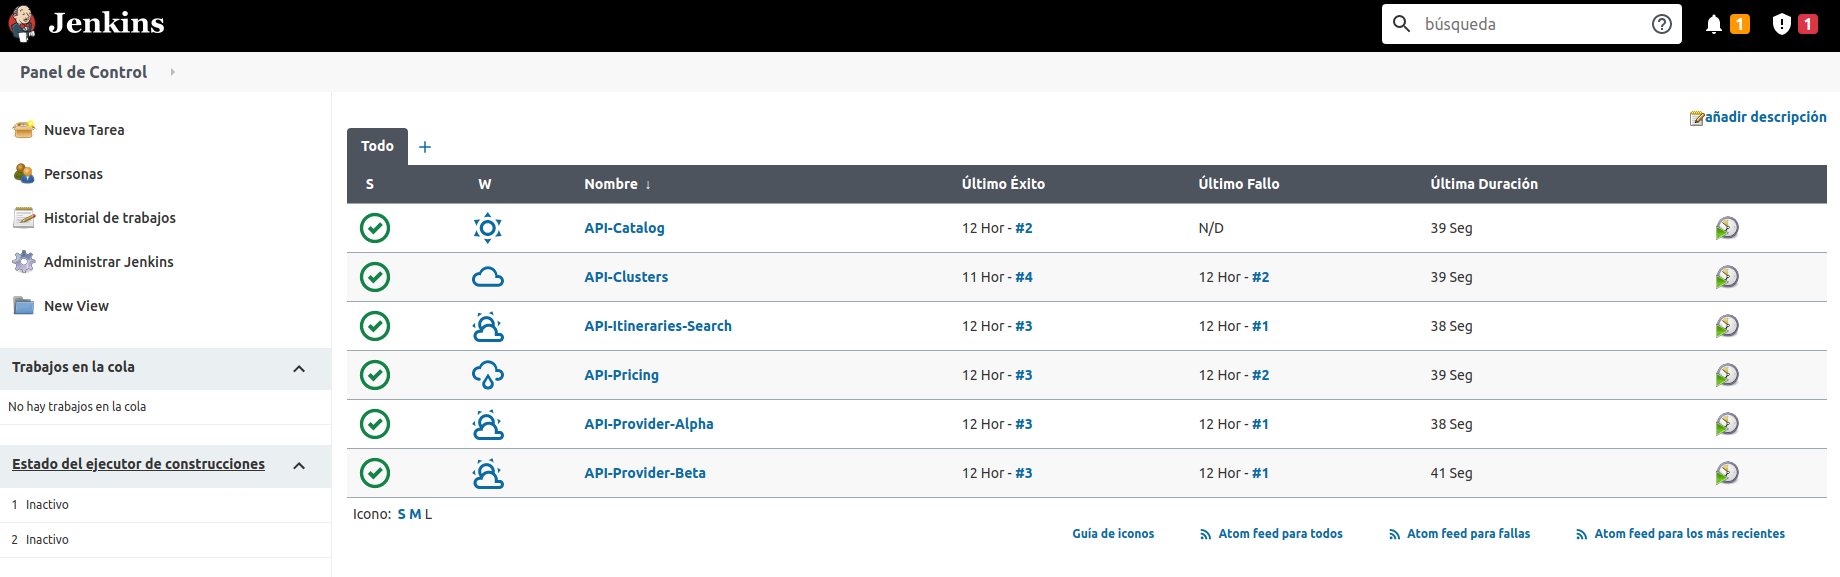 Jenkins
búsqueda
1
1
Panel de Control
Nueva Tarea
Personas
Historial de trabajos
Administrar Jenkins
New View
Trabajos en la cola
No hay trabajos en la cola
Estado del ejecutor de construcciones
1 Inactivo
2 Inactivo
añadir descripción
Todo +
S W Nombre ↓ Último Éxito Último Fallo Última Duración
API-Catalog 12 Hor - #2 N/D 39 Seg
API-Clusters 11 Hor - #4 12 Hor - #2 39 Seg
API-Itineraries-Search 12 Hor - #3 12 Hor - #1 38 Seg
API-Pricing 12 Hor - #3 12 Hor - #2 39 Seg
API-Provider-Alpha 12 Hor - #3 12 Hor - #1 38 Seg
API-Provider-Beta 12 Hor - #3 12 Hor - #1 41 Seg
Icono: S M L
Guía de iconos Atom feed para todos Atom feed para fallas Atom feed para los más recientes